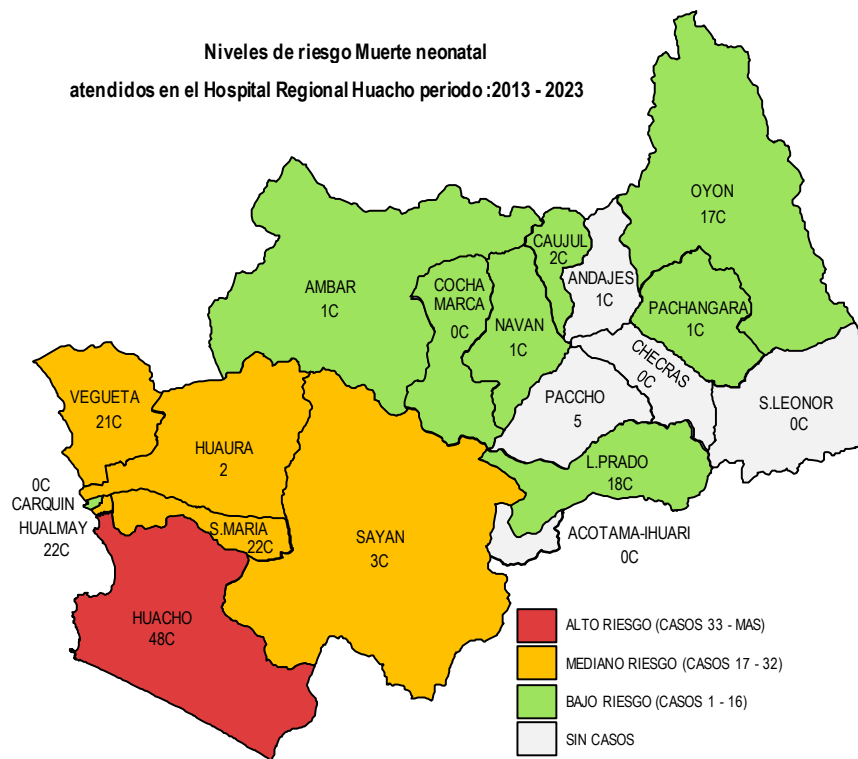 Niveles de riesgo Muerte neonatal
atendidos en el Hospital Regional Huacho periodo :2013 - 2023
OYON
17C
CAUJUL
2C
ANDAJES
1C
AMBAR
1C
COCHA
MARCA
0C
NAVAN
1C
PACHANGARA
1C
CHECRAS
0C
S.LEONOR
0C
PACCHO
5
VEGUETA
21C
HUAURA
2
L.PRADO
18C
0C
CARQUIN
HUALMAY
22C
S.MARIA
22C
SAYAN
3C
ACOTAMA-IHUARI
0C
HUACHO
48C
ALTO RIESGO (CASOS 33 - MAS)
MEDIANO RIESGO (CASOS 17 - 32)
BAJO RIESGO (CASOS 1 - 16)
SIN CASOS